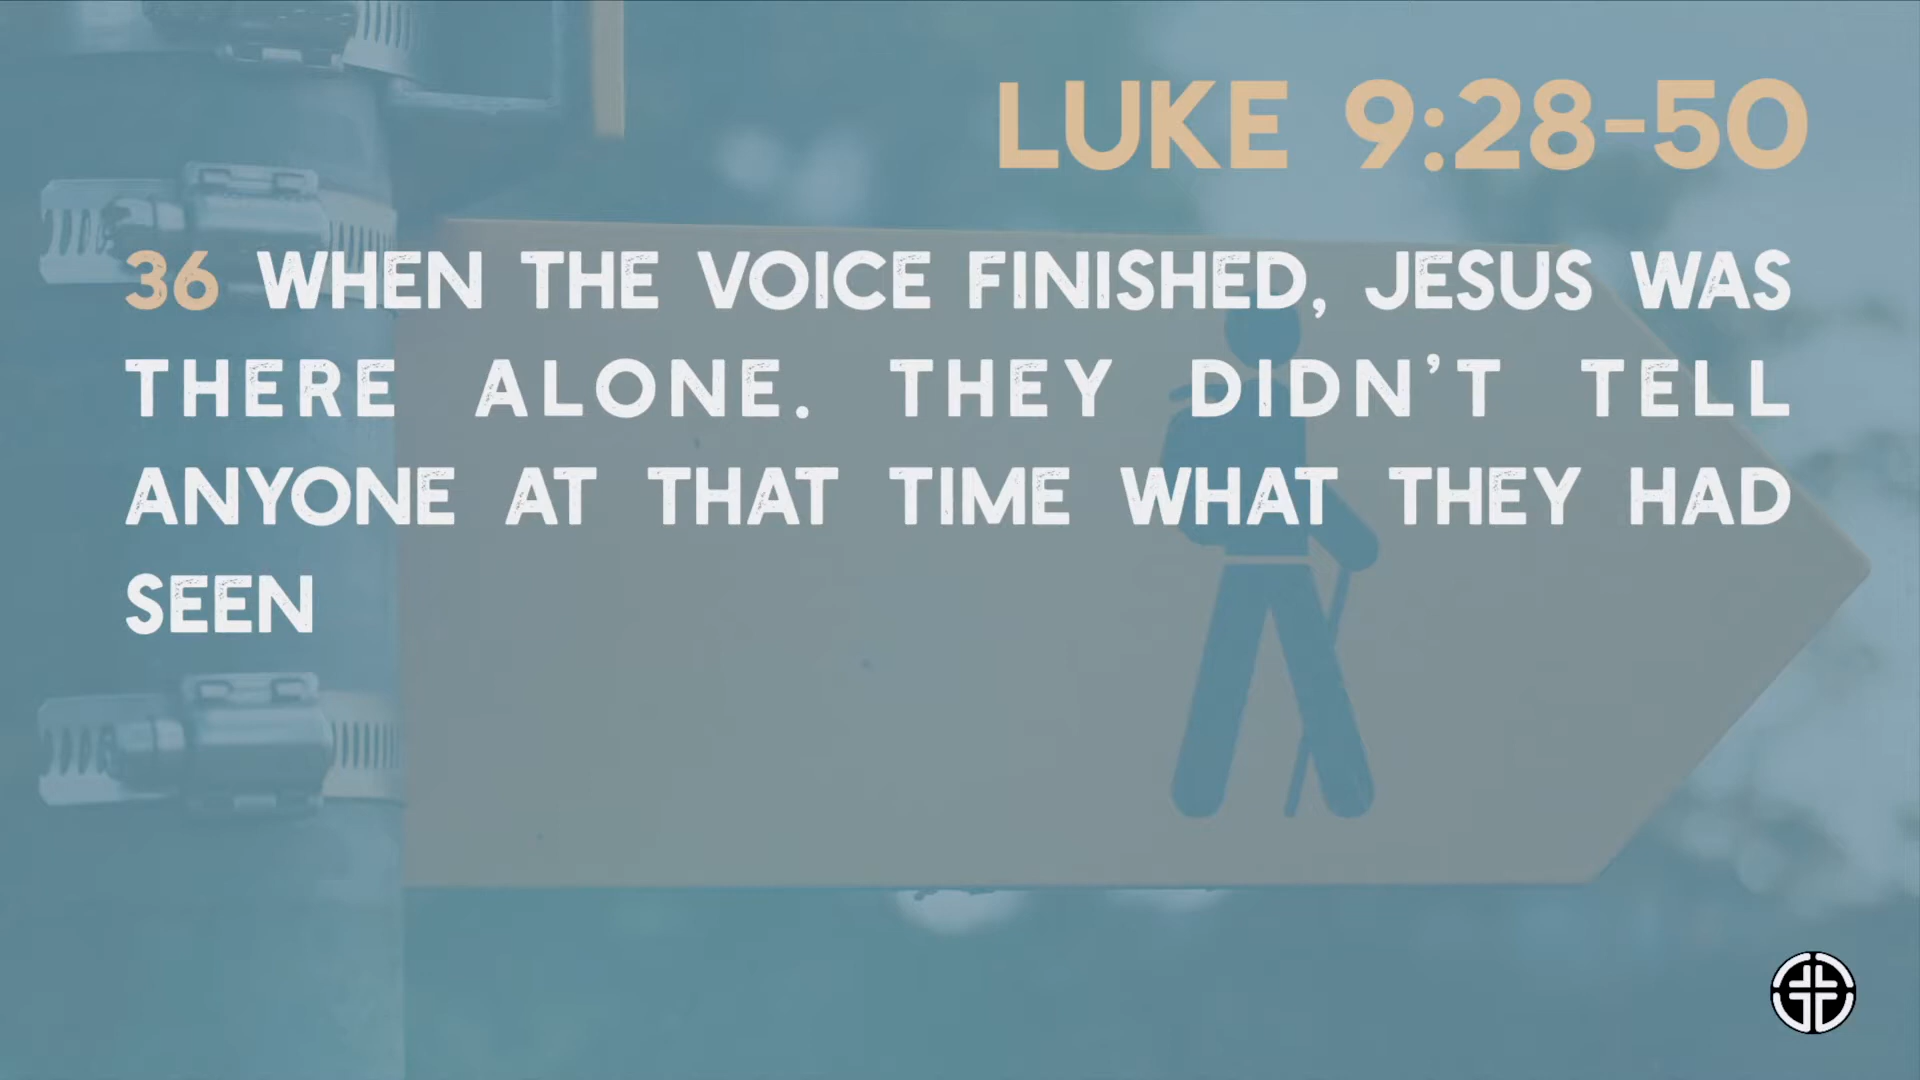 LUKE 9:28-50
36 WHEN THE VOICE FINISHED, JESUS WAS
THERE ALONE. THEY DIDN'T TELL
ANYONE AT THAT TIME WHAT THEY HAD
SEEN